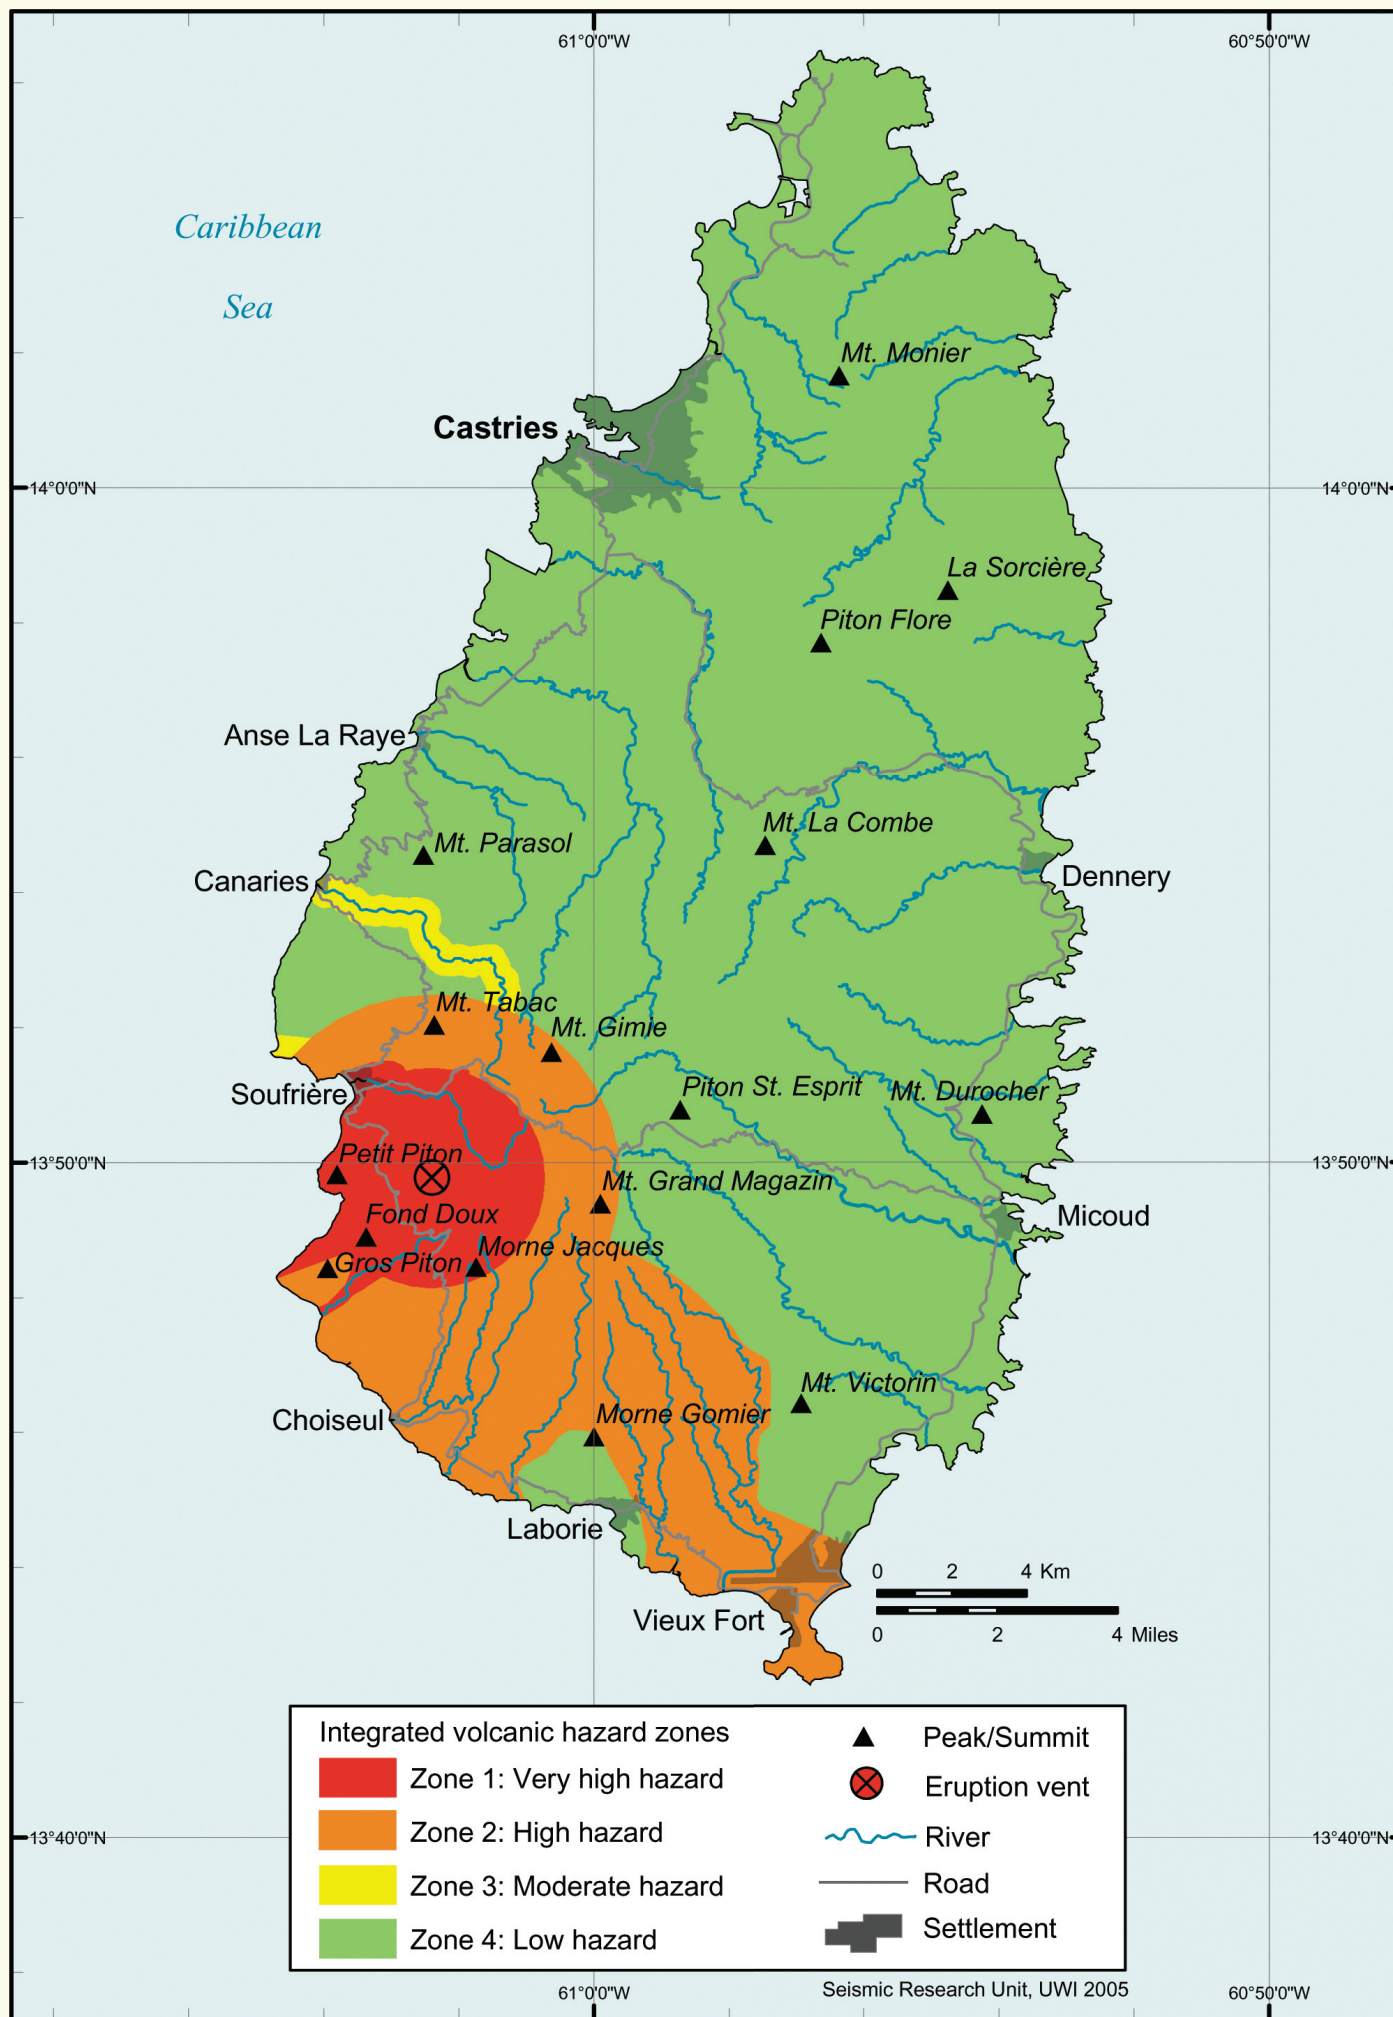 61°0'0"W
60°50'0"W
Caribbean
Sea
Mt. Monier
Castries
14°0'0"N
14°0'0"N
La Sorcière
Piton Flore
Anse La Raye
Mt. La Combe
Mt. Parasol
Canaries
Dennery
Mt. Tabac
Mt. Gimie
Piton St. Esprit
Mt. Durocher
Soufrière
Petit Piton
13°50'0"N
13°50'0"N
Mt. Grand Magazin
Fond Doux
Micoud
Morne Jacques
Gros Piton
Mt. Victorin
Choiseul
Morne Gomier
Laborie
0 2 4 Km
Vieux Fort
0 2 4 Miles
Integrated volcanic hazard zones
Zone 1: Very high hazard
Zone 2: High hazard
Zone 3: Moderate hazard
Zone 4: Low hazard
Peak/Summit
Eruption vent
River
Road
Settlement
13°40'0"N
13°40'0"N
Seismic Research Unit, UWI 2005
61°0'0"W
60°50'0"W